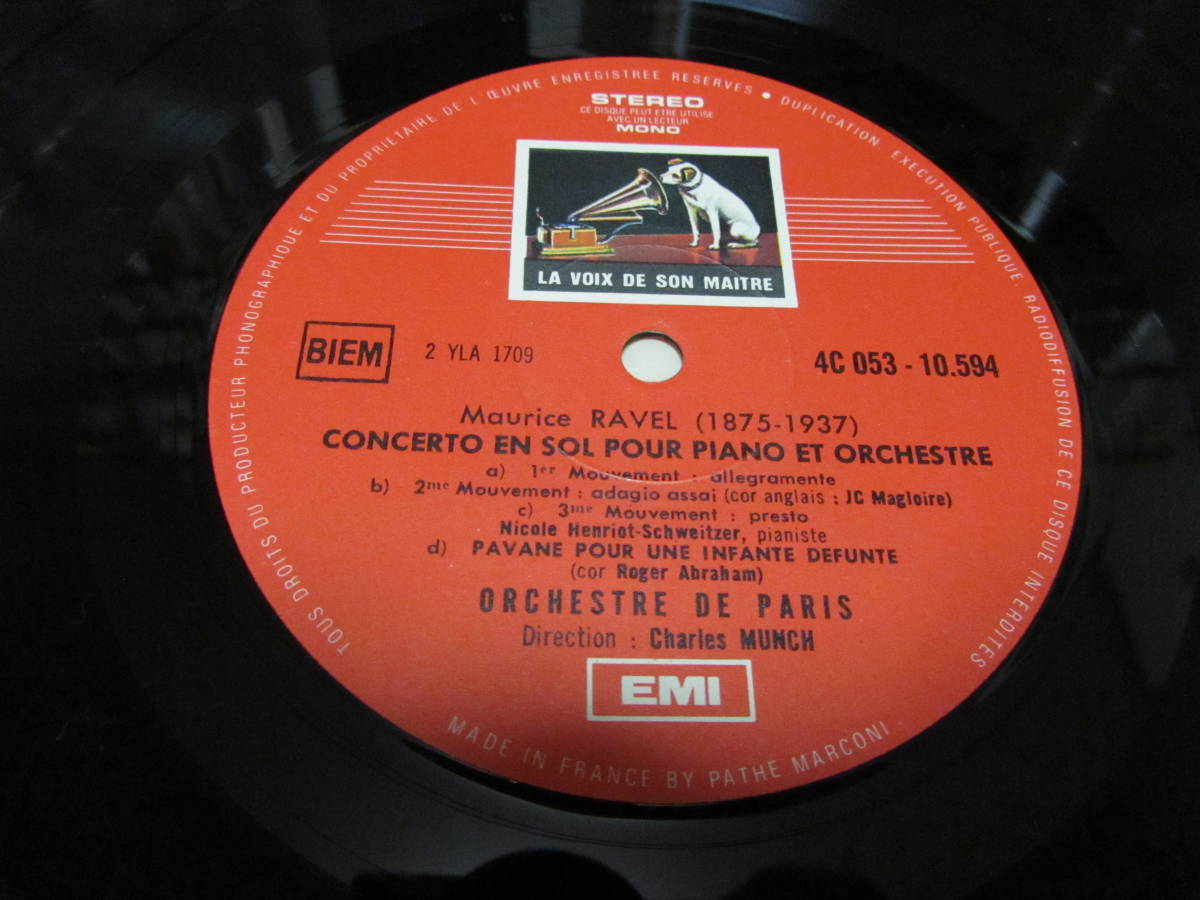 TOUS DROITS DU PRODUCTEUR PHONOGRAPHIQUE ET DU PROPRIETAIRE DE L'ŒUVRE ENREGISTREE RESERVES • DUPLICATION EXECUTION PUBLIQUE RADIODIFFUSION DE CE DISQUE INTERDITES
STEREO
CE DISQUE PEUT ETRE UTILISE
AVEC UN LECTEUR
MONO
LA VOIX DE SON MAITRE
BIEM
2 YLA 1709
4C 053 - 10.594
Maurice RAVEL (1875-1937)
CONCERTO EN SOL POUR PIANO ET ORCHESTRE
a) 1er Mouvement : allegramente
b) 2me Mouvement : adagio assai (cor anglais : JC Magloire)
c) 3me Mouvement : presto
Nicole Henriot-Schweitzer, pianiste
d) PAVANE POUR UNE INFANTE DEFUNTE
(cor Roger Abraham)
ORCHESTRE DE PARIS
Direction : Charles MUNCH
EMI
MADE IN FRANCE BY PATHE MARCONI